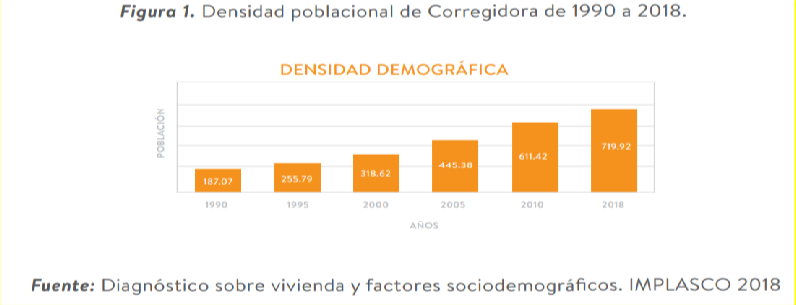 Figura 1. Densidad poblacional de Corregidora de 1990 a 2018.
DENSIDAD DEMOGRÁFICA
POBLACIÓN
187.07 255.79 318.62 445.38 611.42 719.92
1990 1995 2000 2005 2010 2018
AÑOS
Fuente: Diagnóstico sobre vivienda y factores sociodemográficos. IMPLASCO 2018